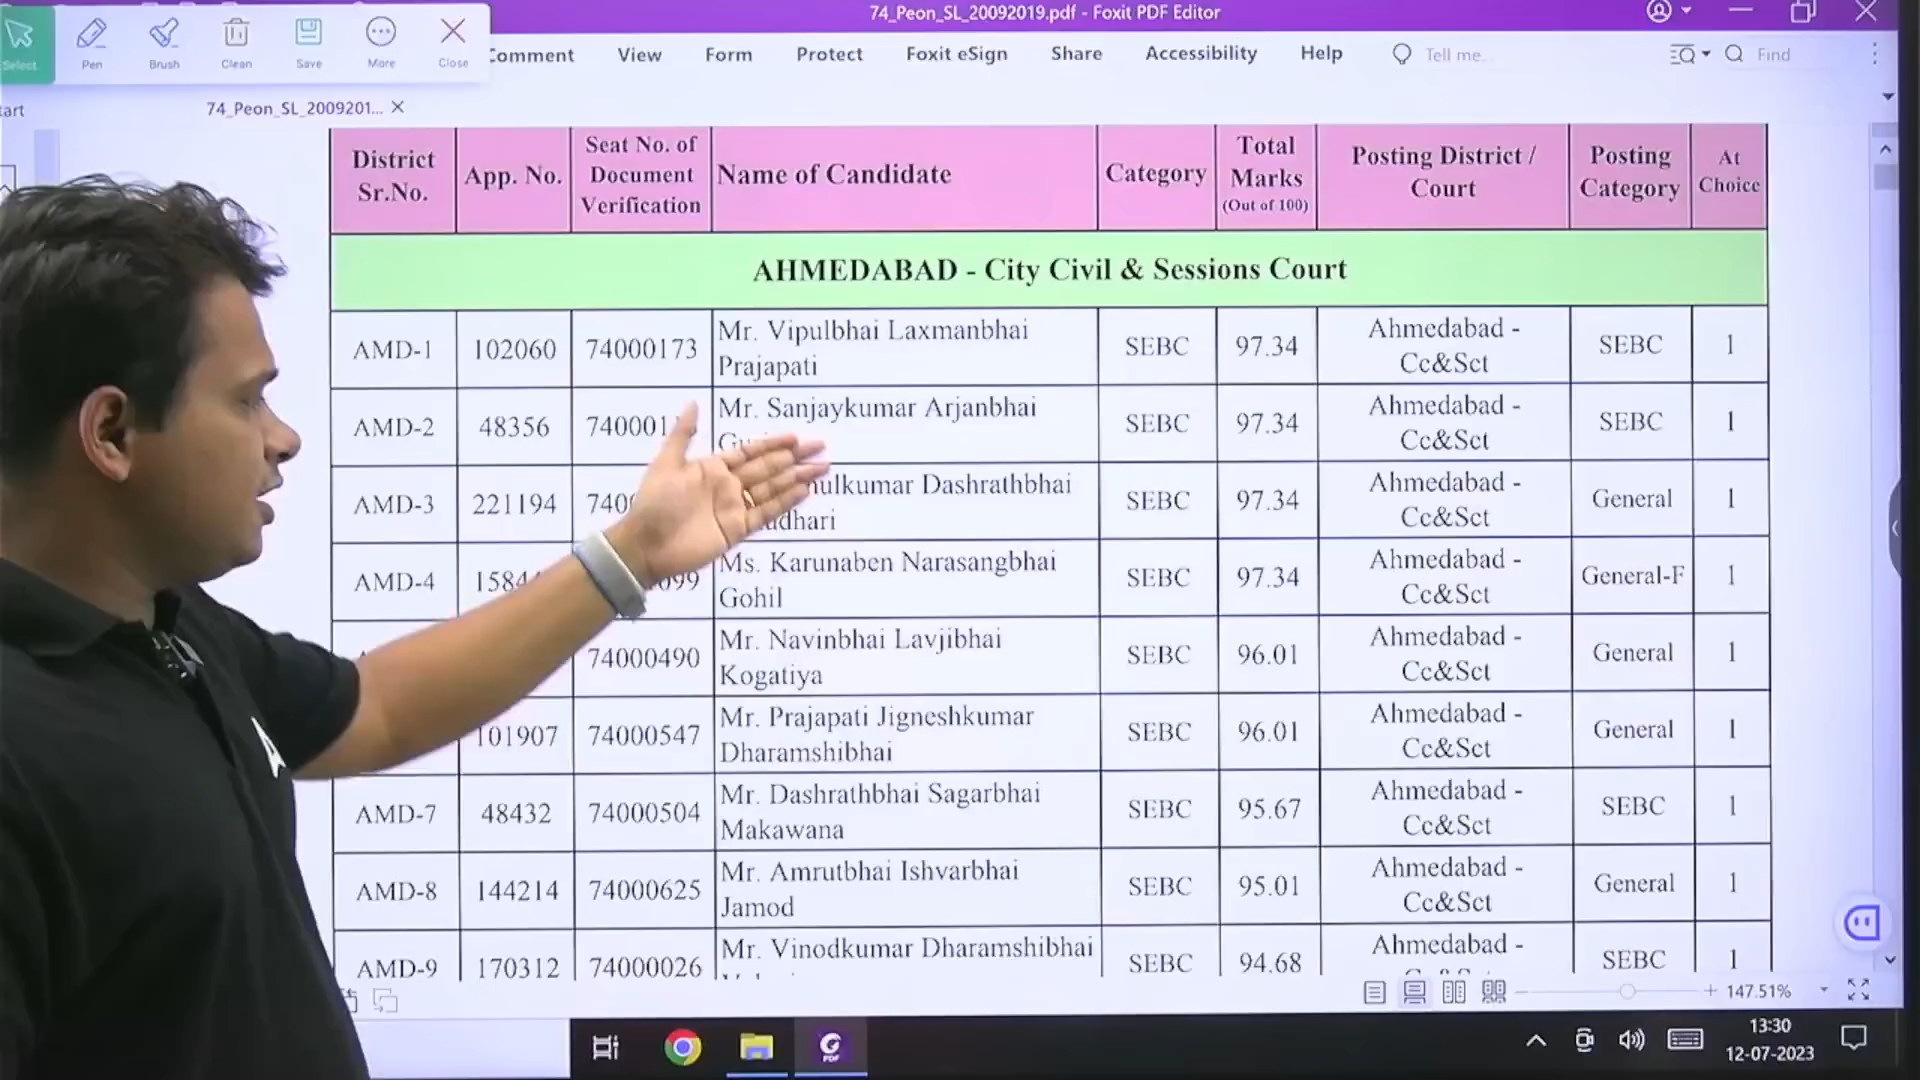 74_Peon_SL_20092019.pdf - Foxit PDF Editor
Select Pen Brush Clean Save More Close
Comment View Form Protect Foxit eSign Share Accessibility Help Tell me.. Find
74_Peon_SL_2009201...
District Sr.No. App. No. Seat No. of Document Verification Name of Candidate Category Total Marks (Out of 100) Posting District / Court Posting Category At Choice
AHMEDABAD - City Civil & Sessions Court
AMD-1 102060 74000173 Mr. Vipulbhai Laxmanbhai Prajapati SEBC 97.34 Ahmedabad - Cc&Sct SEBC 1
AMD-2 48356 Mr. Sanjaykumar Arjanbhai SEBC 97.34 Ahmedabad - Cc&Sct SEBC 1
AMD-3 221194 Dashrathbhai SEBC 97.34 Ahmedabad - Cc&Sct General 1
AMD-4 Ms. Karunaben Narasangbhai Gohil SEBC 97.34 Ahmedabad - Cc&Sct General-F 1
74000490 Mr. Navinbhai Lavjibhai Kogatiya SEBC 96.01 Ahmedabad - Cc&Sct General 1
101907 74000547 Mr. Prajapati Jigneshkumar Dharamshibhai SEBC 96.01 Ahmedabad - Cc&Sct General 1
AMD-7 48432 74000504 Mr. Dashrathbhai Sagarbhai Makawana SEBC 95.67 Ahmedabad - Cc&Sct SEBC 1
AMD-8 144214 74000625 Mr. Amrutbhai Ishvarbhai Jamod SEBC 95.01 Ahmedabad - Cc&Sct General 1
AMD-9 170312 74000026 Mr. Vinodkumar Dharamshibhai SEBC 94.68 Ahmedabad - SEBC 1
147.51%
13:30
12-07-2023